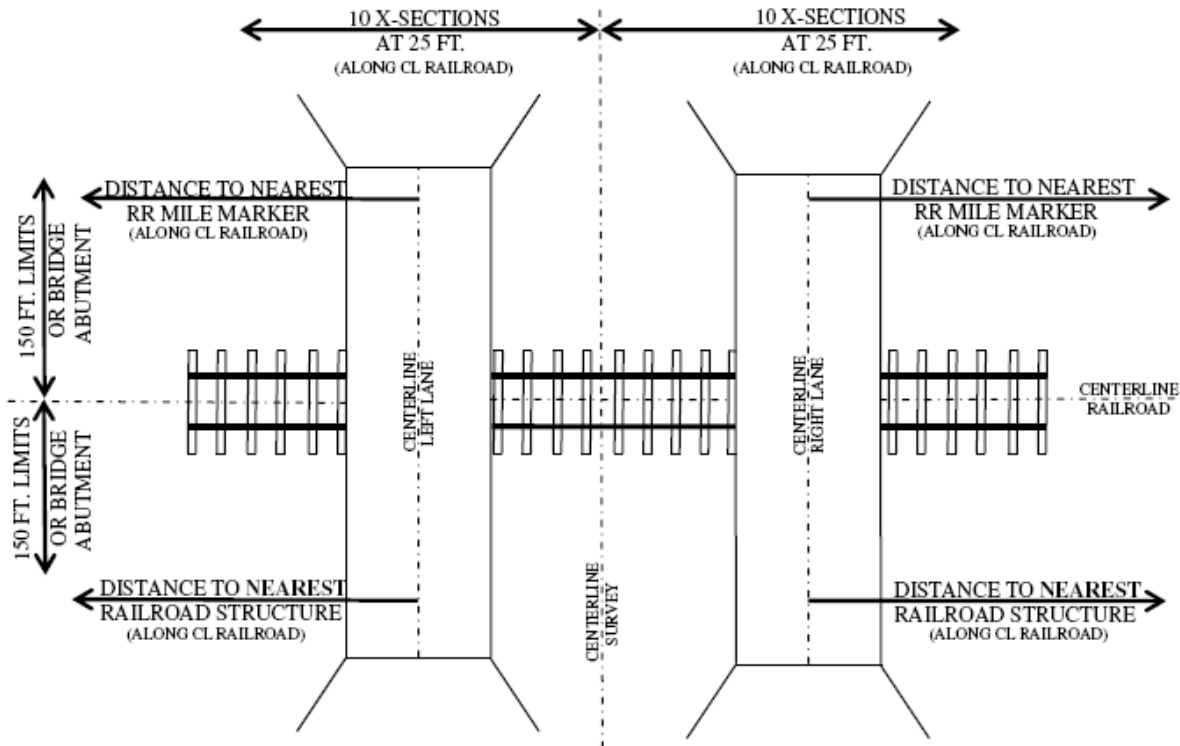 10 X-SECTIONS
AT 25 FT.
(ALONG CL RAILROAD)
10 X-SECTIONS
AT 25 FT.
(ALONG CL RAILROAD)
DISTANCE TO NEAREST
RR MILE MARKER
(ALONG CL RAILROAD)
DISTANCE TO NEAREST
RR MILE MARKER
(ALONG CL RAILROAD)
150 FT. LIMITS
OR BRIDGE
ABUTMENT
CENTERLINE
LEFT LANE
CENTERLINE
RIGHT LANE
CENTERLINE
RAILROAD
150 FT. LIMITS
OR BRIDGE
ABUTMENT
DISTANCE TO NEAREST
RAILROAD STRUCTURE
(ALONG CL RAILROAD)
CENTERLINE
SURVEY
DISTANCE TO NEAREST
RAILROAD STRUCTURE
(ALONG CL RAILROAD)